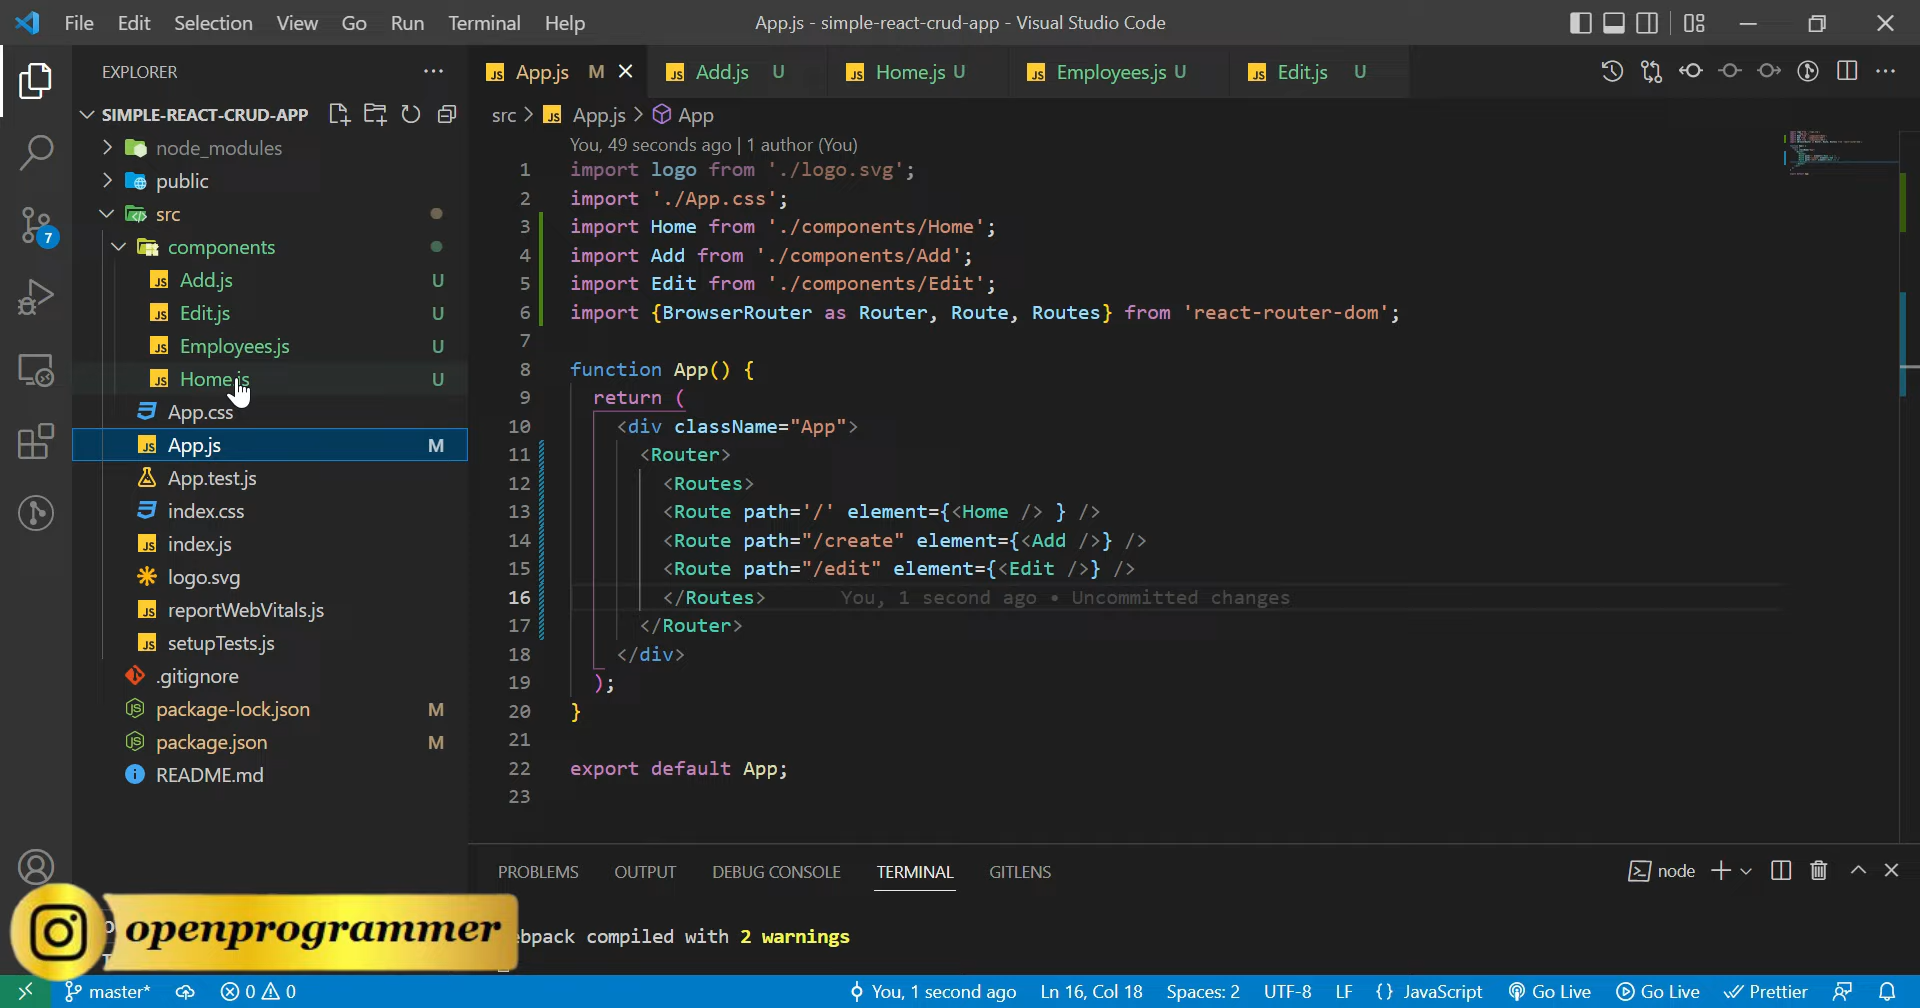 File Edit Selection View Go Run Terminal Help
App.js - simple-react-crud-app - Visual Studio Code
EXPLORER
SIMPLE-REACT-CRUD-APP
node_modules
public
src
components
Add.js U
Edit.js U
Employees.js U
Home.js U
App.css
App.js M
App.test.js
index.css
index.js
logo.svg
reportWebVitals.js
setupTests.js
.gitignore
package-lock.json M
package.json M
README.md
7
App.js M Add.js U Home.js U Employees.js U Edit.js U
src > App.js > App
You, 49 seconds ago | 1 author (You)
1 import logo from './logo.svg';
2 import './App.css';
3 import Home from './components/Home';
4 import Add from './components/Add';
5 import Edit from './components/Edit';
6 import {BrowserRouter as Router, Route, Routes} from 'react-router-dom';
7
8 function App() {
9 return (
10 <div className="App">
11 <Router>
12 <Routes>
13 <Route path='/' element={<Home /> } />
14 <Route path="/create" element={<Add />} />
15 <Route path="/edit" element={<Edit />} />
16 </Routes> You, 1 second ago • Uncommitted changes
17 </Router>
18 </div>
19 );
20 }
21
22 export default App;
23
PROBLEMS OUTPUT DEBUG CONSOLE TERMINAL GITLENS
node
ebpack compiled with 2 warnings
openprogrammer
master* 0 0 You, 1 second ago Ln 16, Col 18 Spaces: 2 UTF-8 LF {} JavaScript Go Live Go Live Prettier